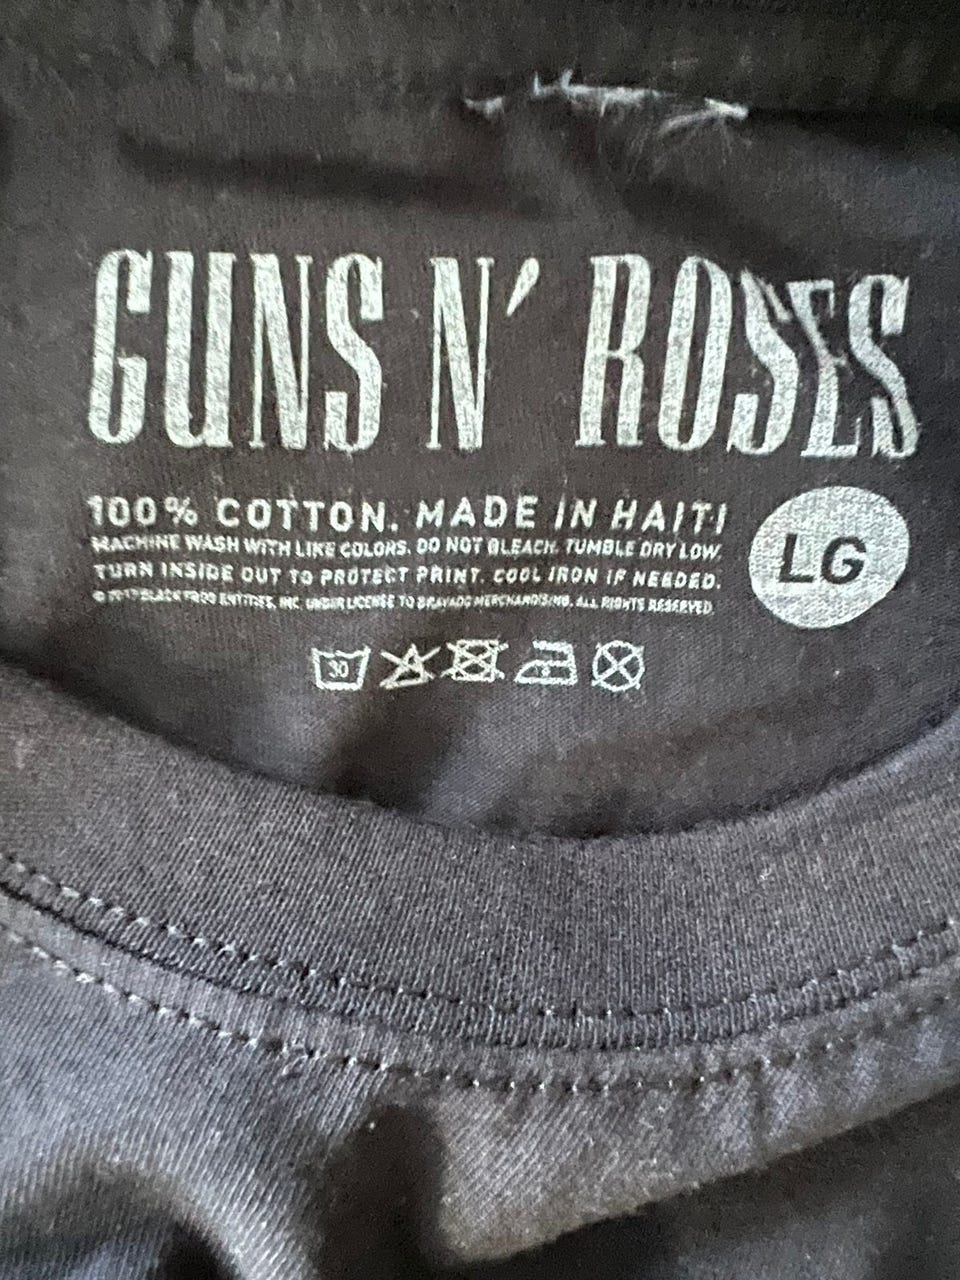 GUNS N' ROSES
100% COTTON. MADE IN HAITI
MACHINE WASH WITH LIKE COLORS. DO NOT BLEACH. TUMBLE DRY LOW.
TURN INSIDE OUT TO PROTECT PRINT. COOL IRON IF NEEDED.
© 2017 BLACK FROG ENTITIES, INC. UNDER LICENSE TO BRAVADO MERCHANDISING. ALL RIGHTS RESERVED.
LG
30